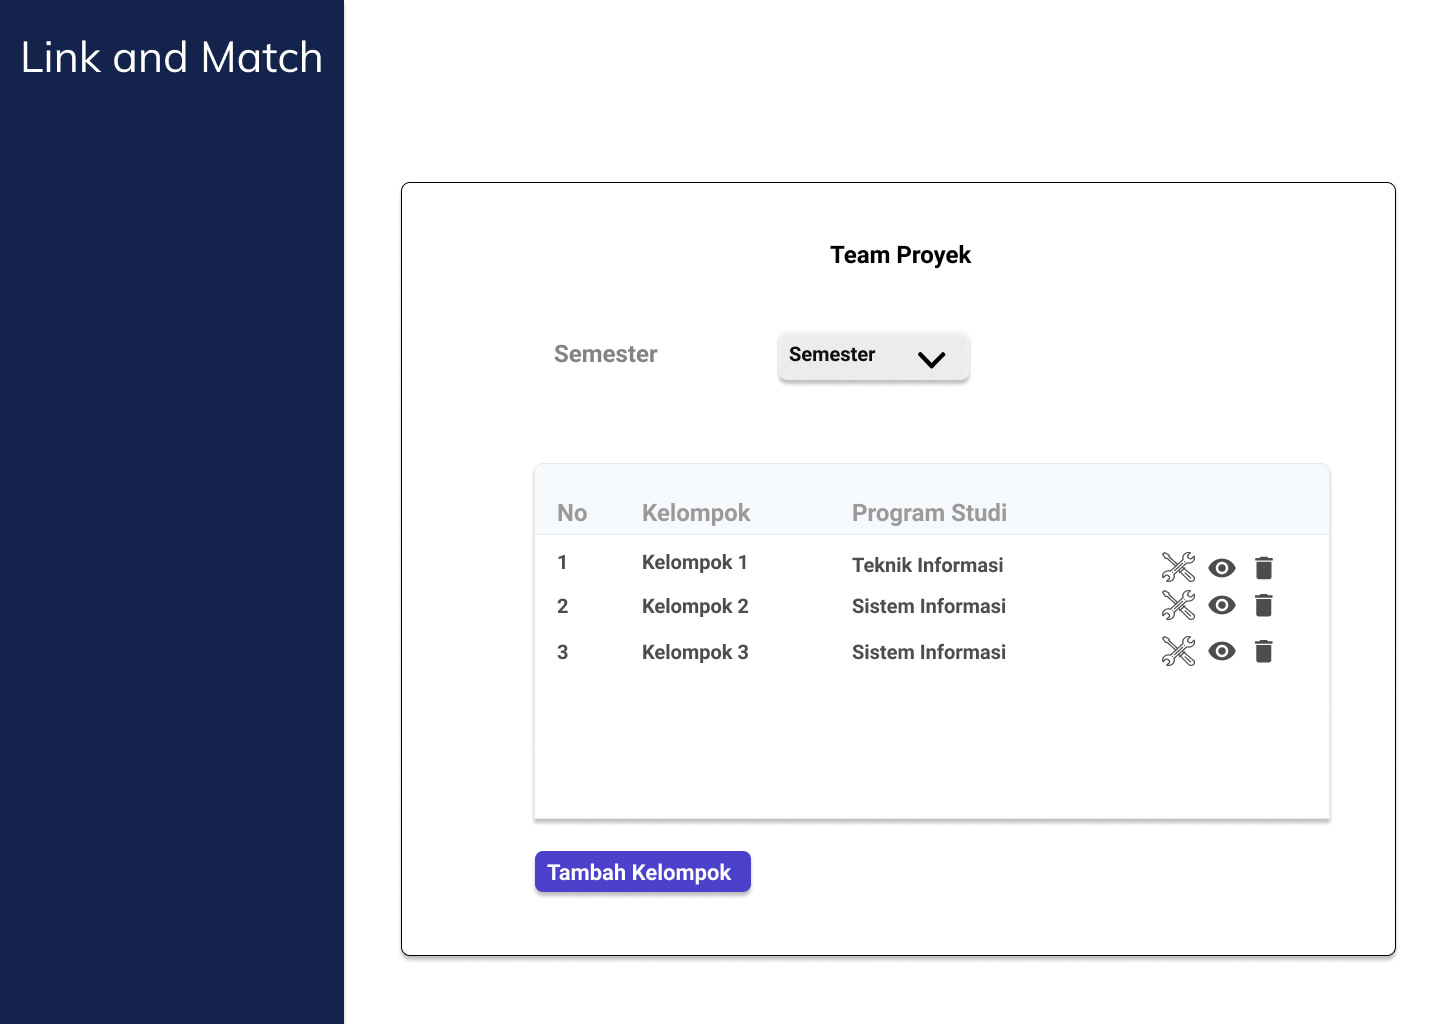 Link and Match
Team Proyek
Semester Semester
No Kelompok Program Studi
1 Kelompok 1 Teknik Informasi
2 Kelompok 2 Sistem Informasi
3 Kelompok 3 Sistem Informasi
Tambah Kelompok